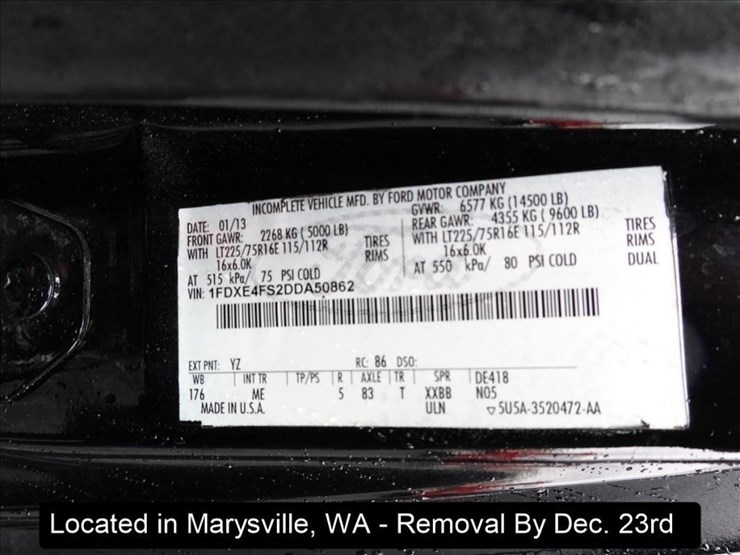 INCOMPLETE VEHICLE MFD. BY FORD MOTOR COMPANY
DATE: 01/13 GVWR: 6577 KG (14500 LB)
FRONT GAWR: 2268 KG ( 5000 LB) REAR GAWR: 4355 KG ( 9600 LB)
WITH LT225/75R16E 115/112R TIRES WITH LT225/75R16E 115/112R TIRES
16x6.0K RIMS 16x6.0K RIMS
AT 515 kPa/ 75 PSI COLD AT 550 kPa/ 80 PSI COLD DUAL
VIN: 1FDXE4FS2DDA50862
EXT PNT: YZ RC: 86 DSO:
WB INT TR TP/PS R AXLE TR SPR DE418
176 ME 5 83 T XXBB N05
MADE IN U.S.A. ULN ▽5U5A-3520472-AA
Located in Marysville, WA - Removal By Dec. 23rd